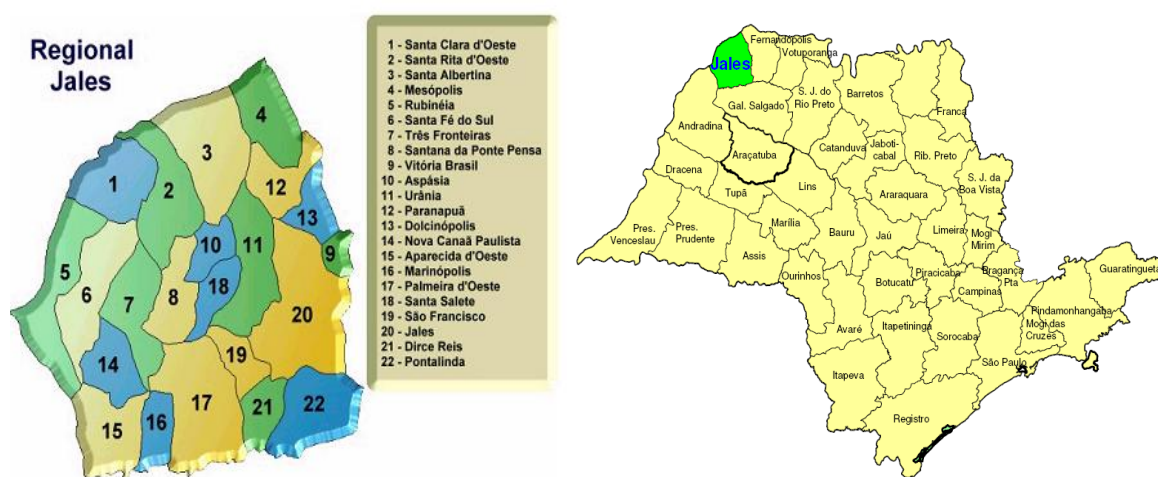 Regional
Jales
1 - Santa Clara d'Oeste
2 - Santa Rita d'Oeste
3 - Santa Albertina
4 - Mesópolis
5 - Rubinéia
6 - Santa Fé do Sul
7 - Três Fronteiras
8 - Santana da Ponte Pensa
9 - Vitória Brasil
10 - Aspásia
11 - Urânia
12 - Paranapuã
13 - Dolcinópolis
14 - Nova Canaã Paulista
15 - Aparecida d'Oeste
16 - Marinópolis
17 - Palmeira d'Oeste
18 - Santa Salete
19 - São Francisco
20 - Jales
21 - Dirce Reis
22 - Pontalinda
4
3
1
2
12
13
10
11
9
5
6
7
8
18
20
14
19
15
16
17
21
22
Fernandópolis
Votuporanga
Jales
S. J. do
Rio Preto
Barretos
Gal. Salgado
Franca
Andradina
Araçatuba
Catanduva
Jaboti-
cabal
Rib. Preto
Dracena
Tupã
Lins
Araraquara
S. J. da
Boa Vista
Pres.
Venceslau
Pres.
Prudente
Marília
Bauru
Jaú
Limeira
Mogi
Mirim
Assis
Ourinhos
Botucatu
Piracicaba
Campinas
Bragança
Pta
Guaratingueta
Pindamonhangaba
Avaré
Itapetininga
Sorocaba
Mogi das
Cruzes
São Paulo
Itapeva
Registro